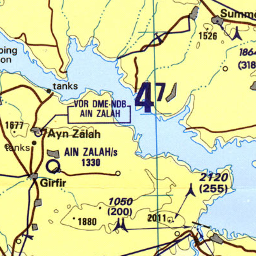 Summe
1526
1864
(318
ping
on
tanks
47
VOR DME-NDB
AIN ZALAH
1677
Ayn Zalah
tanks
AIN ZALAH/s
1330
Girfir
2120
(255)
1050
(200)
1880
2011